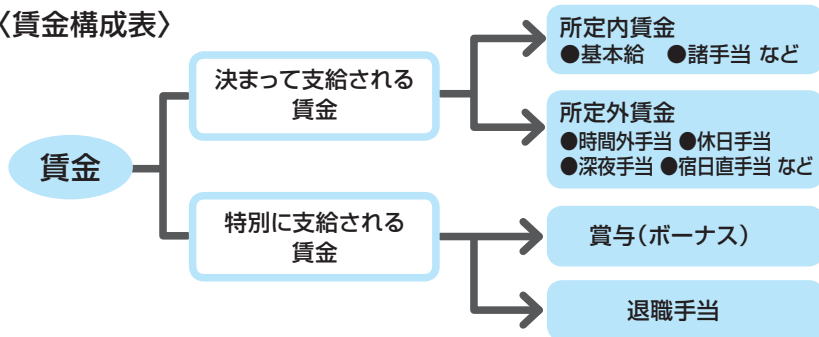 〈賃金構成表〉
賃金
決まって支給される
賃金
所定内賃金
●基本給　●諸手当 など
所定外賃金
●時間外手当 ●休日手当
●深夜手当 ●宿日直手当 など
特別に支給される
賃金
賞与（ボーナス）
退職手当